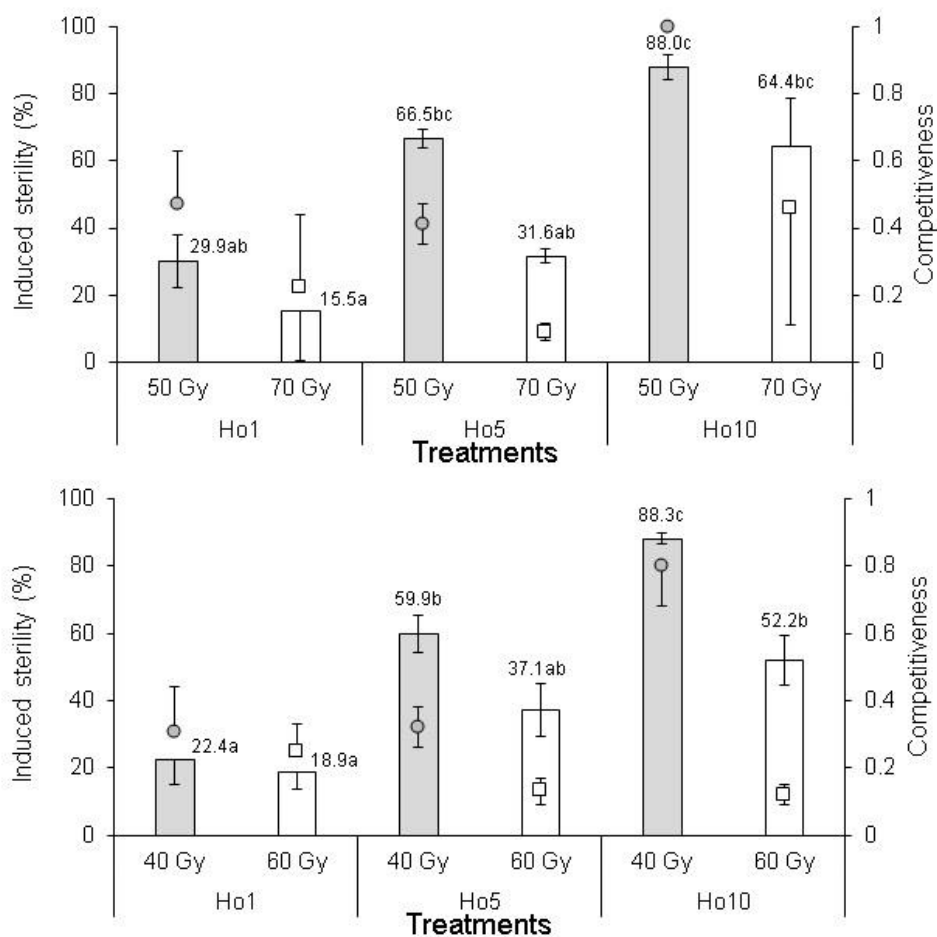 Induced sterility (%)
100
80
60
40
20
0
29.9ab
15.5a
66.5bc
31.6ab
88.0c
64.4bc
1
0.8
0.6
0.4
0.2
0
Competitiveness
50 Gy 70 Gy 50 Gy 70 Gy 50 Gy 70 Gy
Ho1 Ho5 Ho10
Treatments
Induced sterility (%)
100
80
60
40
20
0
22.4a
18.9a
59.9b
37.1ab
88.3c
52.2b
1
0.8
0.6
0.4
0.2
0
Competitiveness
40 Gy 60 Gy 40 Gy 60 Gy 40 Gy 60 Gy
Ho1 Ho5 Ho10
Treatments